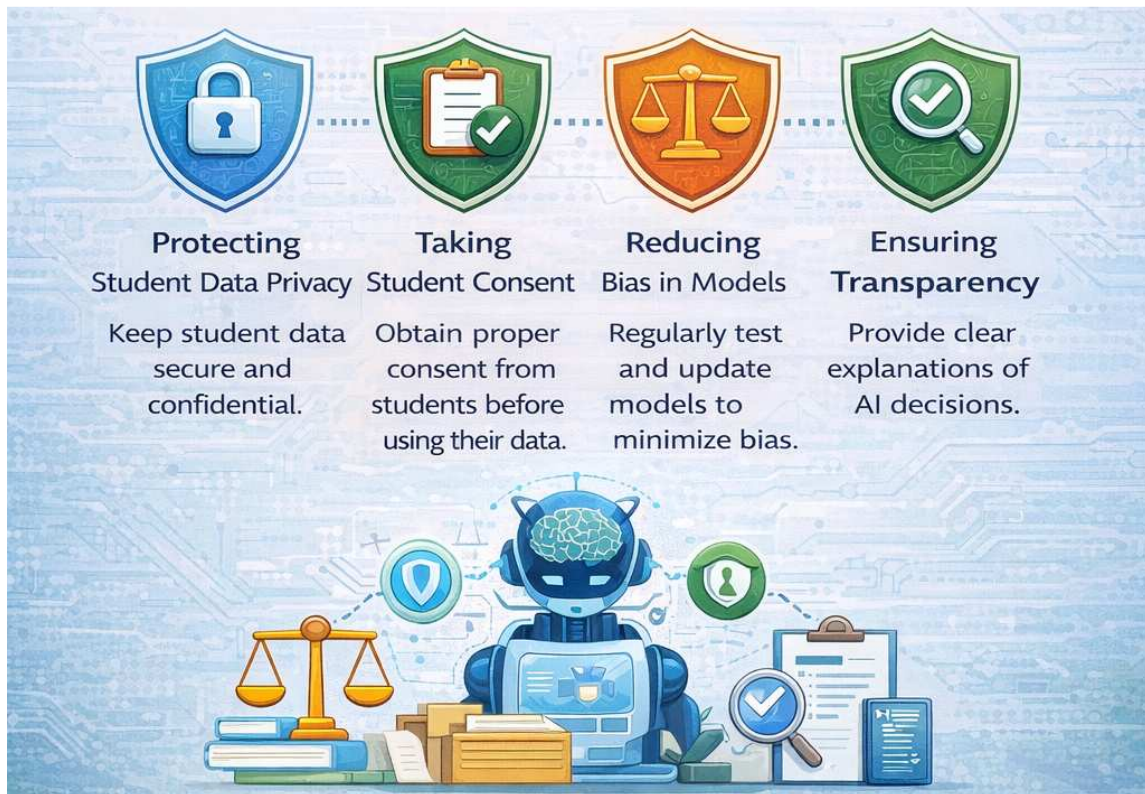 Protecting
Student Data Privacy
Keep student data
secure and
confidential.
Taking
Student Consent
Obtain proper
consent from
students before
using their data.
Reducing
Bias in Models
Regularly test
and update
models to
minimize bias.
Ensuring
Transparency
Provide clear
explanations of
AI decisions.